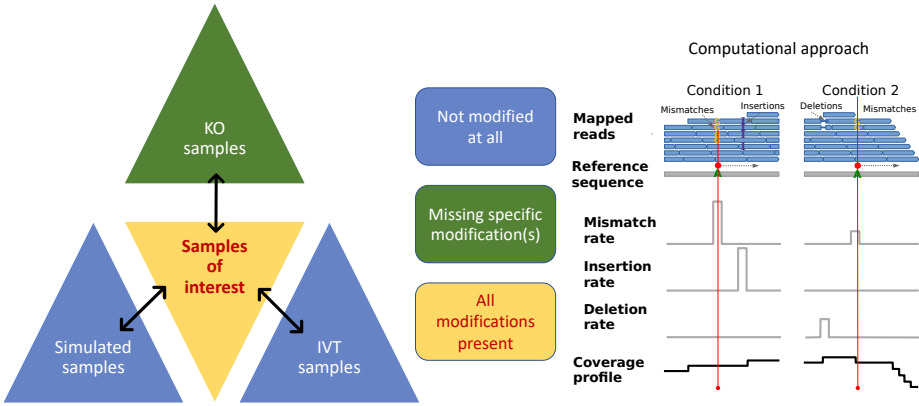 KO
samples
Samples
of
interest
Simulated
samples
IVT
samples
Not modified
at all
Missing specific
modification(s)
All
modifications
present
Computational approach
Condition 1
Condition 2
Mismatches
Insertions
Deletions
Mismatches
Mapped
reads
Reference
sequence
A
A
Mismatch
rate
Insertion
rate
Deletion
rate
Coverage
profile